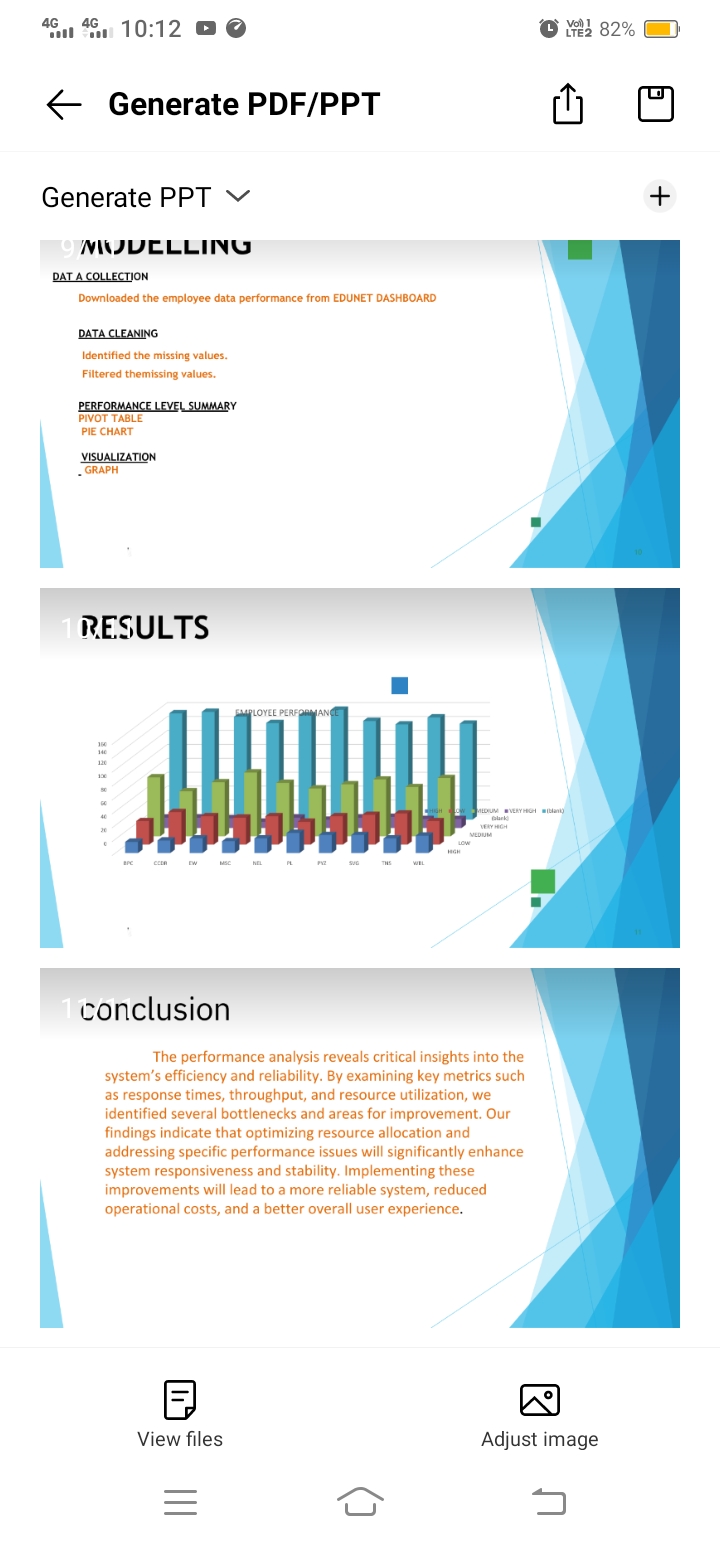 4G 4G 10:12 Vo) 1 LTE2 82%
Generate PDF/PPT
Generate PPT
9/11
MODELLING
DAT A COLLECTION
Downloaded the employee data performance from EDUNET DASHBOARD
DATA CLEANING
Identified the missing values.
Filtered themissing values.
PERFORMANCE LEVEL SUMMARY
PIVOT TABLE
PIE CHART
VISUALIZATION
GRAPH
10/11
RESULTS
EMPLOYEE PERFORMANCE
160
140
120
100
80
60
40
20
0
HIGH LOW MEDIUM VERY HIGH (blank)
(blank)
VERY HIGH
MEDIUM
LOW
HIGH
BPC CCDR EW MSC NEL PL PYZ SVG TNS WBL
11
11/11
conclusion
The performance analysis reveals critical insights into the
system's efficiency and reliability. By examining key metrics such
as response times, throughput, and resource utilization, we
identified several bottlenecks and areas for improvement. Our
findings indicate that optimizing resource allocation and
addressing specific performance issues will significantly enhance
system responsiveness and stability. Implementing these
improvements will lead to a more reliable system, reduced
operational costs, and a better overall user experience.
View files
Adjust image